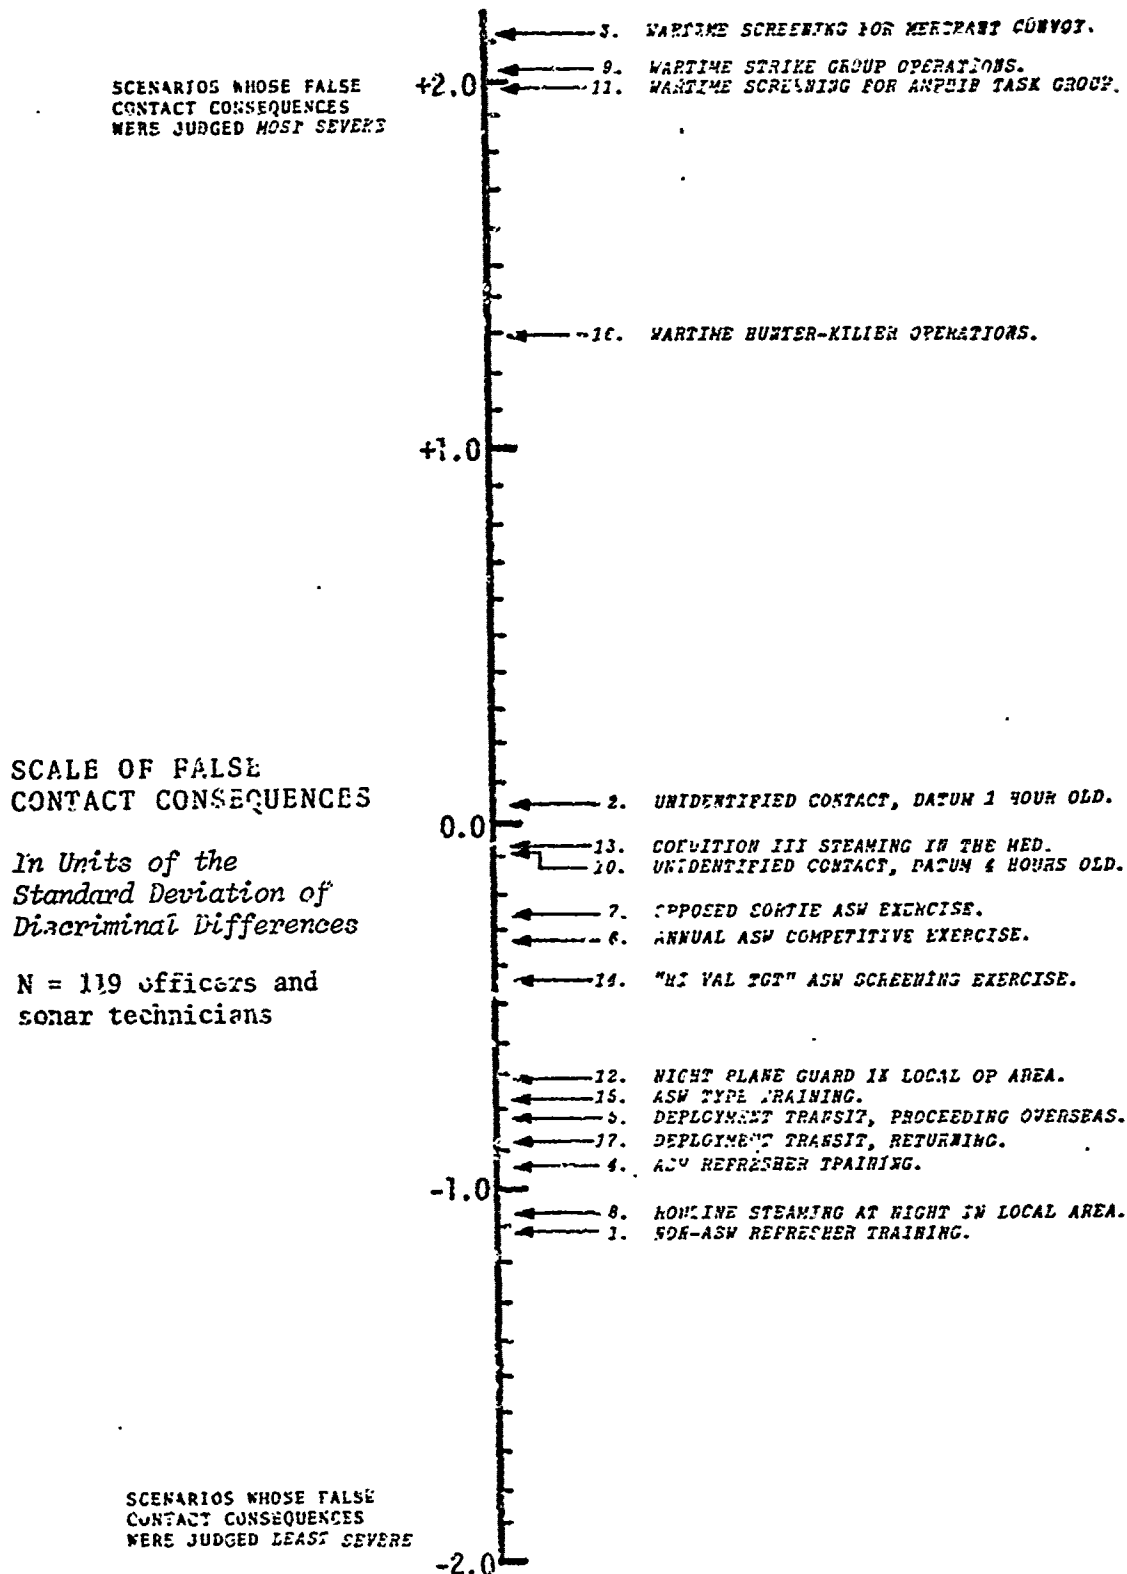 3. WARTIME SCREENING FOR MERCHANT CONVOY.
9. WARTIME STRIKE GROUP OPERATIONS.
SCENARIOS WHOSE FALSE
CONTACT CONSEQUENCES
WERE JUDGED MOST SEVERE
+2.0
11. WARTIME SCREENING FOR AMPHIB TASK GROUP.
16. WARTIME HUNTER-KILLER OPERATIONS.
+1.0
SCALE OF FALSE
CONTACT CONSEQUENCES
In Units of the
Standard Deviation of
Discriminal Differences
N = 119 officers and
sonar technicians
2. UNIDENTIFIED CONTACT, DATUM 1 HOUR OLD.
0.0
13. CONDITION III STEAMING IN THE MED.
10. UNIDENTIFIED CONTACT, DATUM 4 HOURS OLD.
7. OPPOSED SORTIE ASW EXERCISE.
6. ANNUAL ASW COMPETITIVE EXERCISE.
14. "HI VAL TGT" ASW SCREENING EXERCISE.
12. NIGHT PLANE GUARD IN LOCAL OP AREA.
15. ASW TYPE TRAINING.
5. DEPLOYMENT TRANSIT, PROCEEDING OVERSEAS.
17. DEPLOYMENT TRANSIT, RETURNING.
4. ASW REFRESHER TRAINING.
-1.0
8. STEAMING AT NIGHT IN LOCAL AREA.
1. NON-ASW REFRESHER TRAINING.
SCENARIOS WHOSE FALSE
CONTACT CONSEQUENCES
WERE JUDGED LEAST SEVERE
-2.0